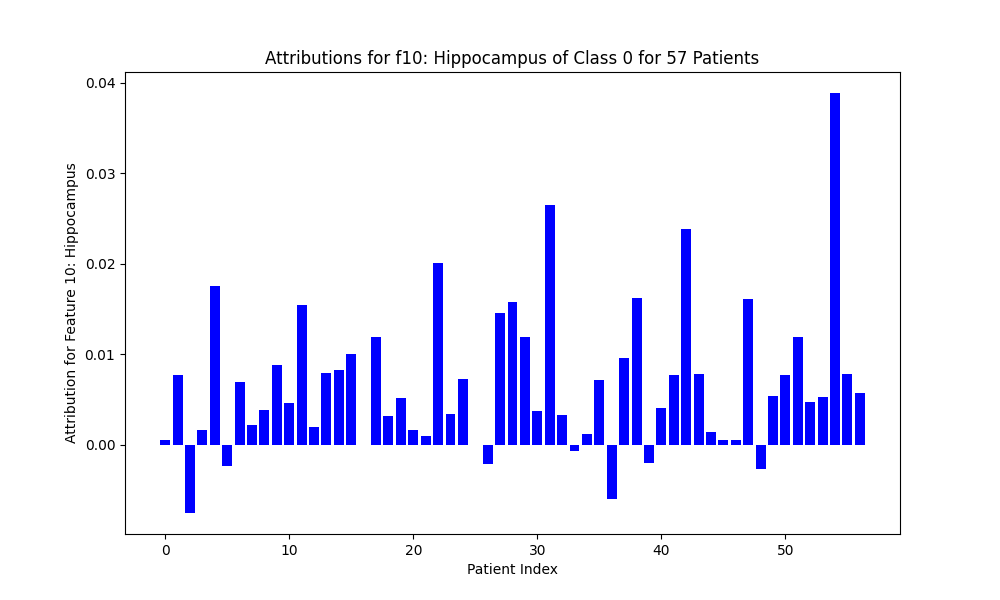 Attributions for f10: Hippocampus of Class 0 for 57 Patients
Attribution for Feature 10: Hippocampus
0.04
0.03
0.02
0.01
0.00
0 10 20 30 40 50
Patient Index